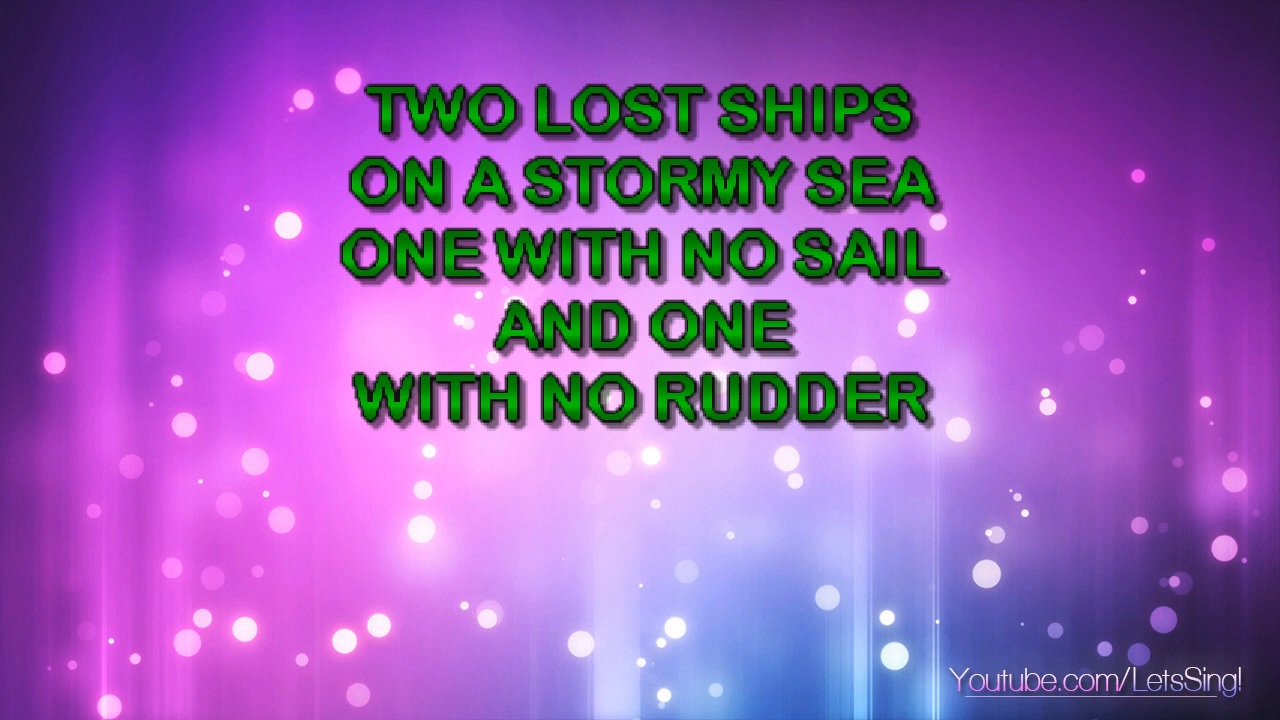 TWO LOST SHIPS
ON A STORMY SEA
ONE WITH NO SAIL
AND ONE
WITH NO RUDDER
Youtube.com/LetsSing!